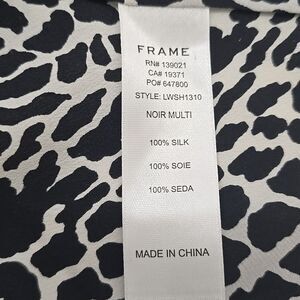 FRAME
RN# 139021
CA# 19371
PO# 647800
STYLE: LWSH1310
NOIR MULTI
100% SILK
100% SOIE
100% SEDA
MADE IN CHINA